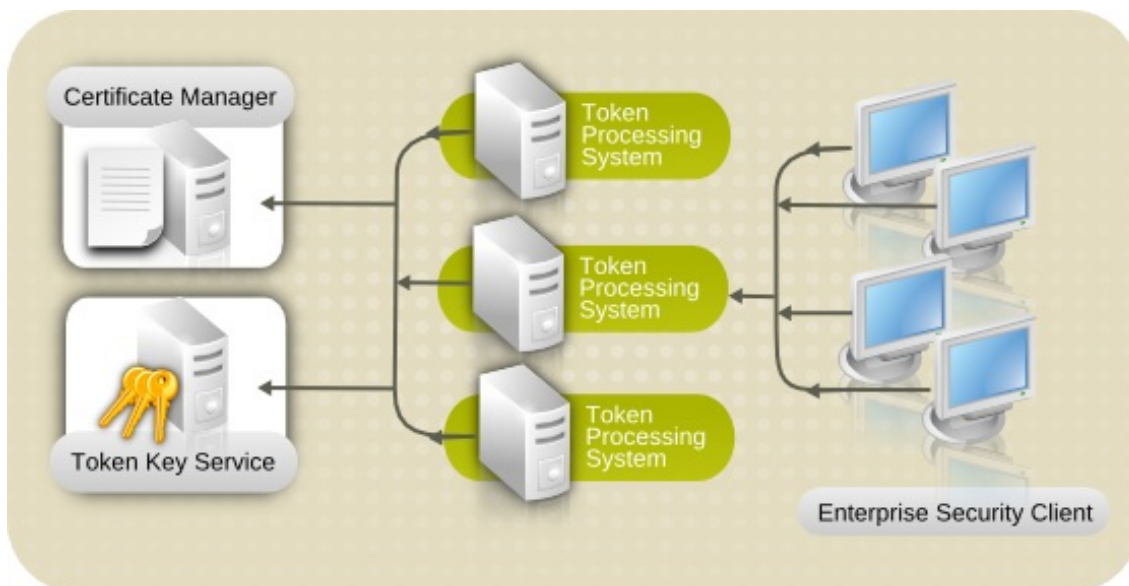 Certificate Manager
Token
Processing
System
Token
Processing
System
Token Key Service
Token
Processing
System
Enterprise Security Client